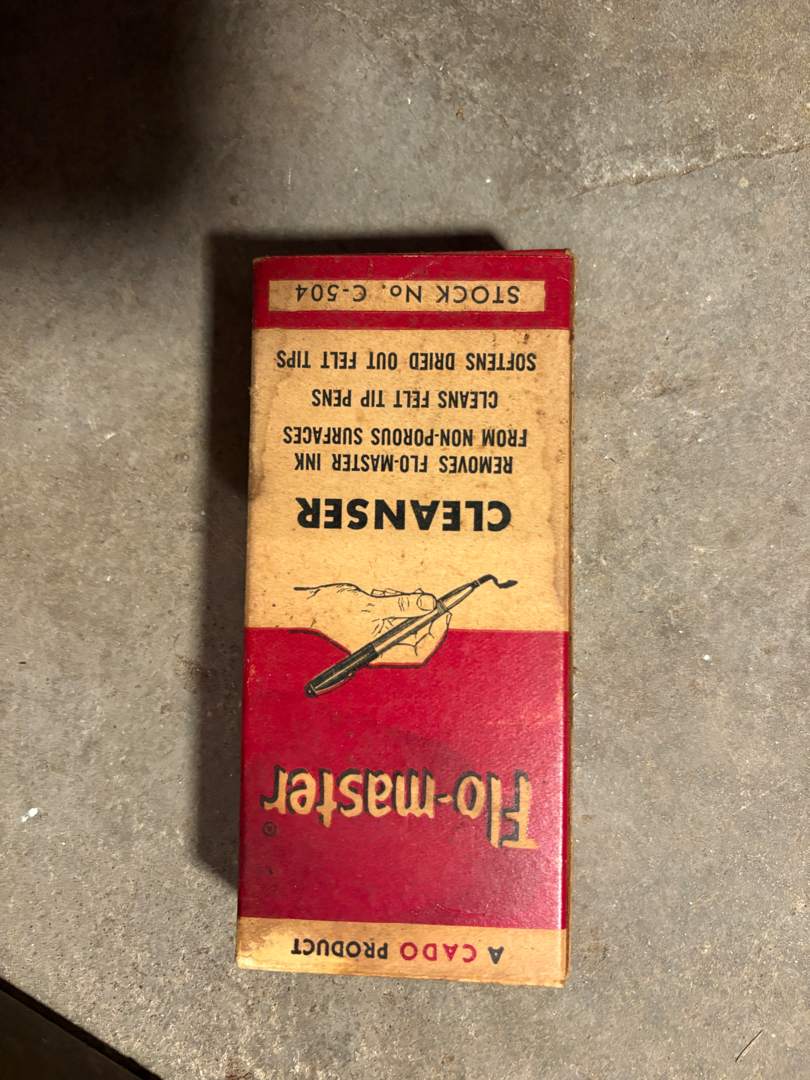 A CADO PRODUCT
Flo-master®
CLEANSER
REMOVES FLO-MASTER INK
FROM NON-POROUS SURFACES
CLEANS FELT TIP PENS
SOFTENS DRIED OUT FELT TIPS
STOCK No. C-504